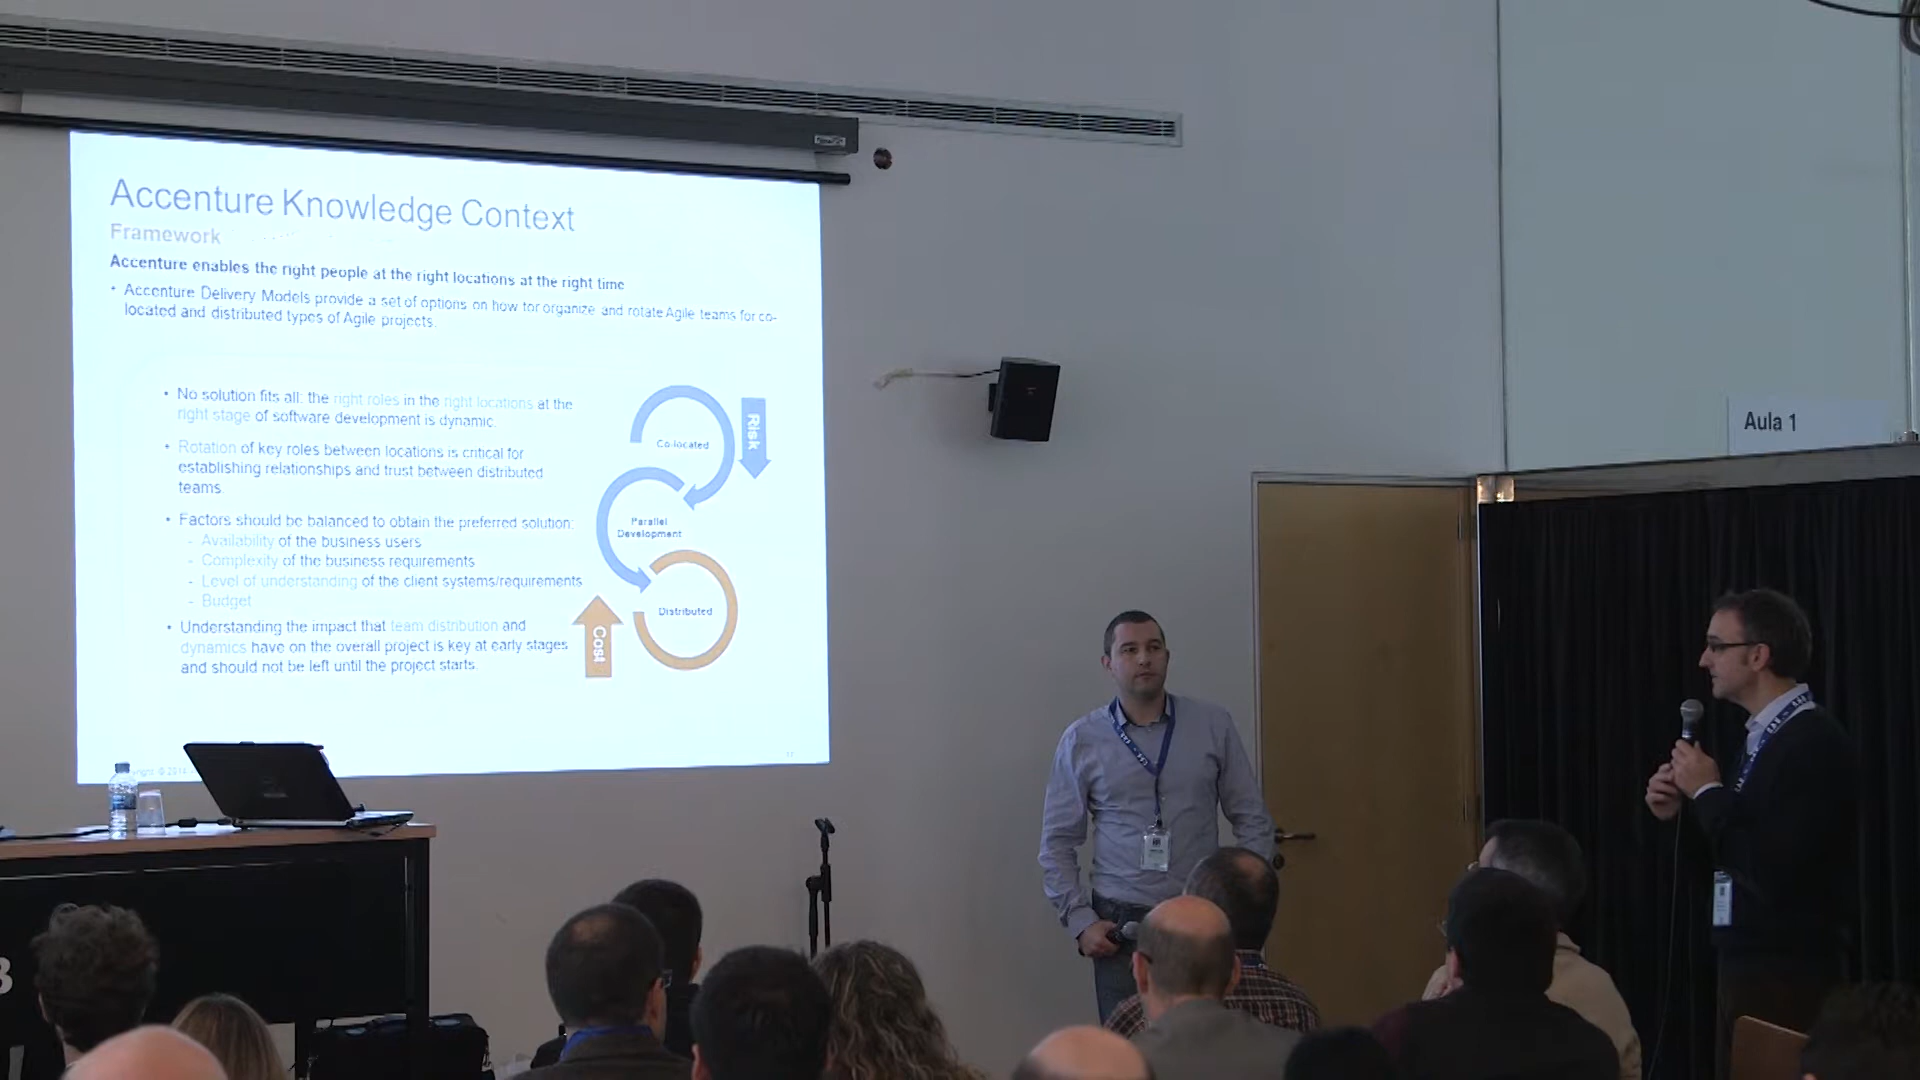 Accenture Knowledge Context
Framework
Accenture enables the right people at the right locations at the right time
• Accenture Delivery Models provide a set of options on how for organize and rotate Agile teams for co-
located and distributed types of Agile projects.
• No solution fits all: the right roles in the right locations at the
right stage of software development is dynamic.
• Rotation of key roles between locations is critical for
establishing relationships and trust between distributed
teams.
• Factors should be balanced to obtain the preferred solution:
- Availability of the business users
- Complexity of the business requirements
- Level of understanding of the client systems/requirements
- Budget
• Understanding the impact that team distribution and
dynamics have on the overall project is key at early stages
and should not be left until the project starts.
Co-located
Risk
Parallel
Development
Distributed
Cost
Aula 1